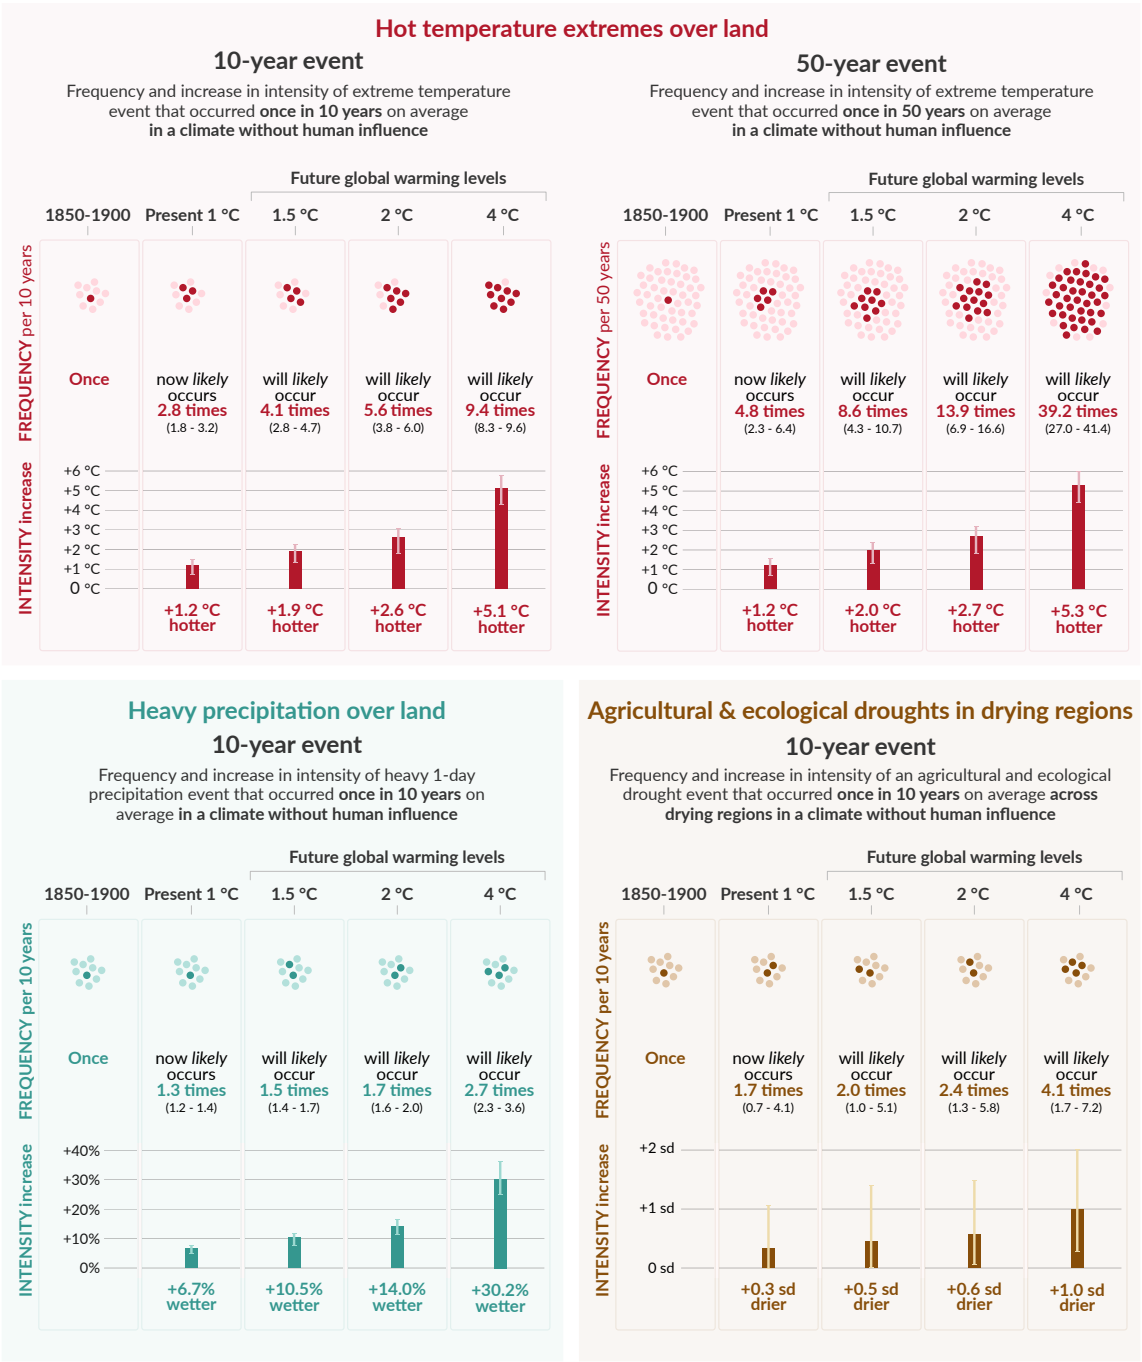 Hot temperature extremes over land
10-year event
Frequency and increase in intensity of extreme temperature
event that occurred once in 10 years on average
in a climate without human influence
Future global warming levels
1850-1900 Present 1 °C 1.5 °C 2 °C 4 °C
FREQUENCY per 10 years
Once
now likely occurs 2.8 times (1.8 - 3.2)
will likely occur 4.1 times (2.8 - 4.7)
will likely occur 5.6 times (3.8 - 6.0)
will likely occur 9.4 times (8.3 - 9.6)
INTENSITY increase
+6 °C
+5 °C
+4 °C
+3 °C
+2 °C
+1 °C
0 °C
+1.2 °C +1.9 °C +2.6 °C +5.1 °C
hotter hotter hotter hotter
50-year event
Frequency and increase in intensity of extreme temperature
event that occurred once in 50 years on average
in a climate without human influence
Future global warming levels
1850-1900 Present 1 °C 1.5 °C 2 °C 4 °C
FREQUENCY per 50 years
Once
now likely occurs 4.8 times (2.3 - 6.4)
will likely occur 8.6 times (4.3 - 10.7)
will likely occur 13.9 times (6.9 - 16.6)
will likely occur 39.2 times (27.0 - 41.4)
INTENSITY increase
+6 °C
+5 °C
+4 °C
+3 °C
+2 °C
+1 °C
0 °C
+1.2 °C +2.0 °C +2.7 °C +5.3 °C
hotter hotter hotter hotter
Heavy precipitation over land
10-year event
Frequency and increase in intensity of heavy 1-day
precipitation event that occurred once in 10 years on
average in a climate without human influence
Future global warming levels
1850-1900 Present 1 °C 1.5 °C 2 °C 4 °C
FREQUENCY per 10 years
Once
now likely occurs 1.3 times (1.2 - 1.4)
will likely occur 1.5 times (1.4 - 1.7)
will likely occur 1.7 times (1.6 - 2.0)
will likely occur 2.7 times (2.3 - 3.6)
INTENSITY increase
+40%
+30%
+20%
+10%
0%
+6.7% +10.5% +14.0% +30.2%
wetter wetter wetter wetter
Agricultural & ecological droughts in drying regions
10-year event
Frequency and increase in intensity of an agricultural and ecological
drought event that occurred once in 10 years on average across
drying regions in a climate without human influence
Future global warming levels
1850-1900 Present 1 °C 1.5 °C 2 °C 4 °C
FREQUENCY per 10 years
Once
now likely occurs 1.7 times (0.7 - 4.1)
will likely occur 2.0 times (1.0 - 5.1)
will likely occur 2.4 times (1.3 - 5.8)
will likely occur 4.1 times (1.7 - 7.2)
INTENSITY increase
+2 sd
+1 sd
0 sd
+0.3 sd +0.5 sd +0.6 sd +1.0 sd
drier drier drier drier